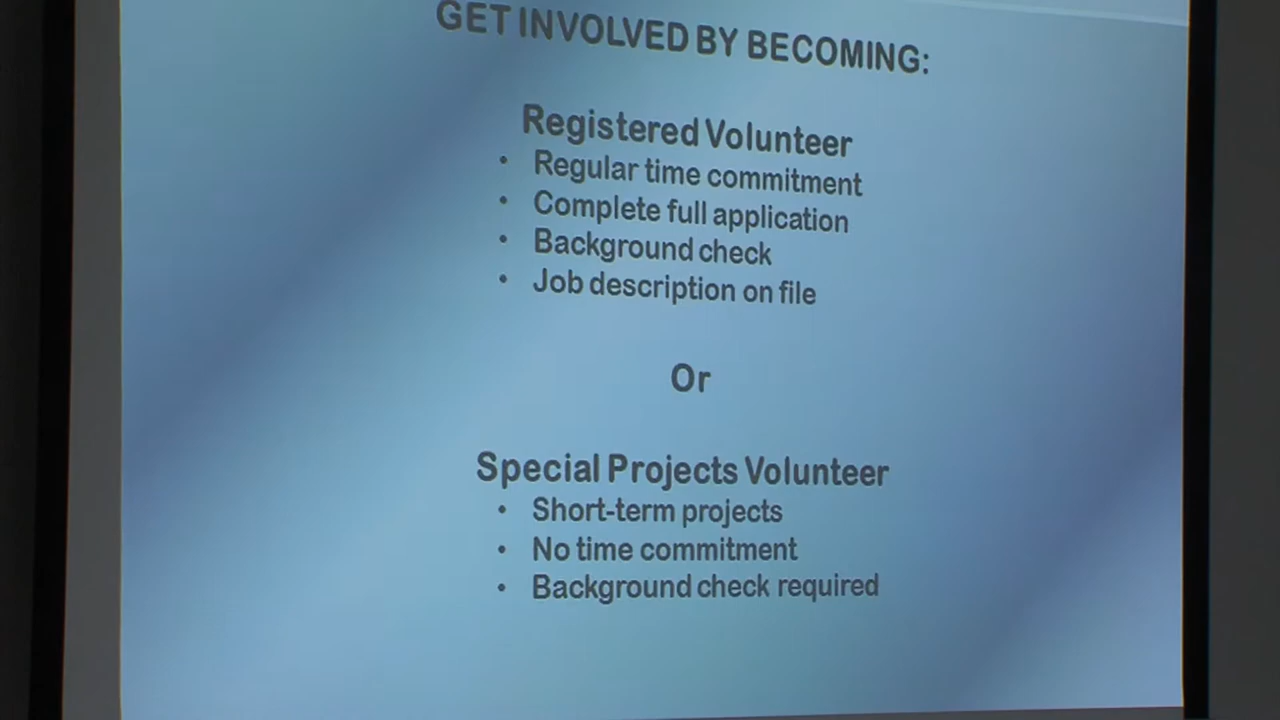 GET INVOLVED BY BECOMING:
Registered Volunteer
• Regular time commitment
• Complete full application
• Background check
• Job description on file
Or
Special Projects Volunteer
• Short-term projects
• No time commitment
• Background check required